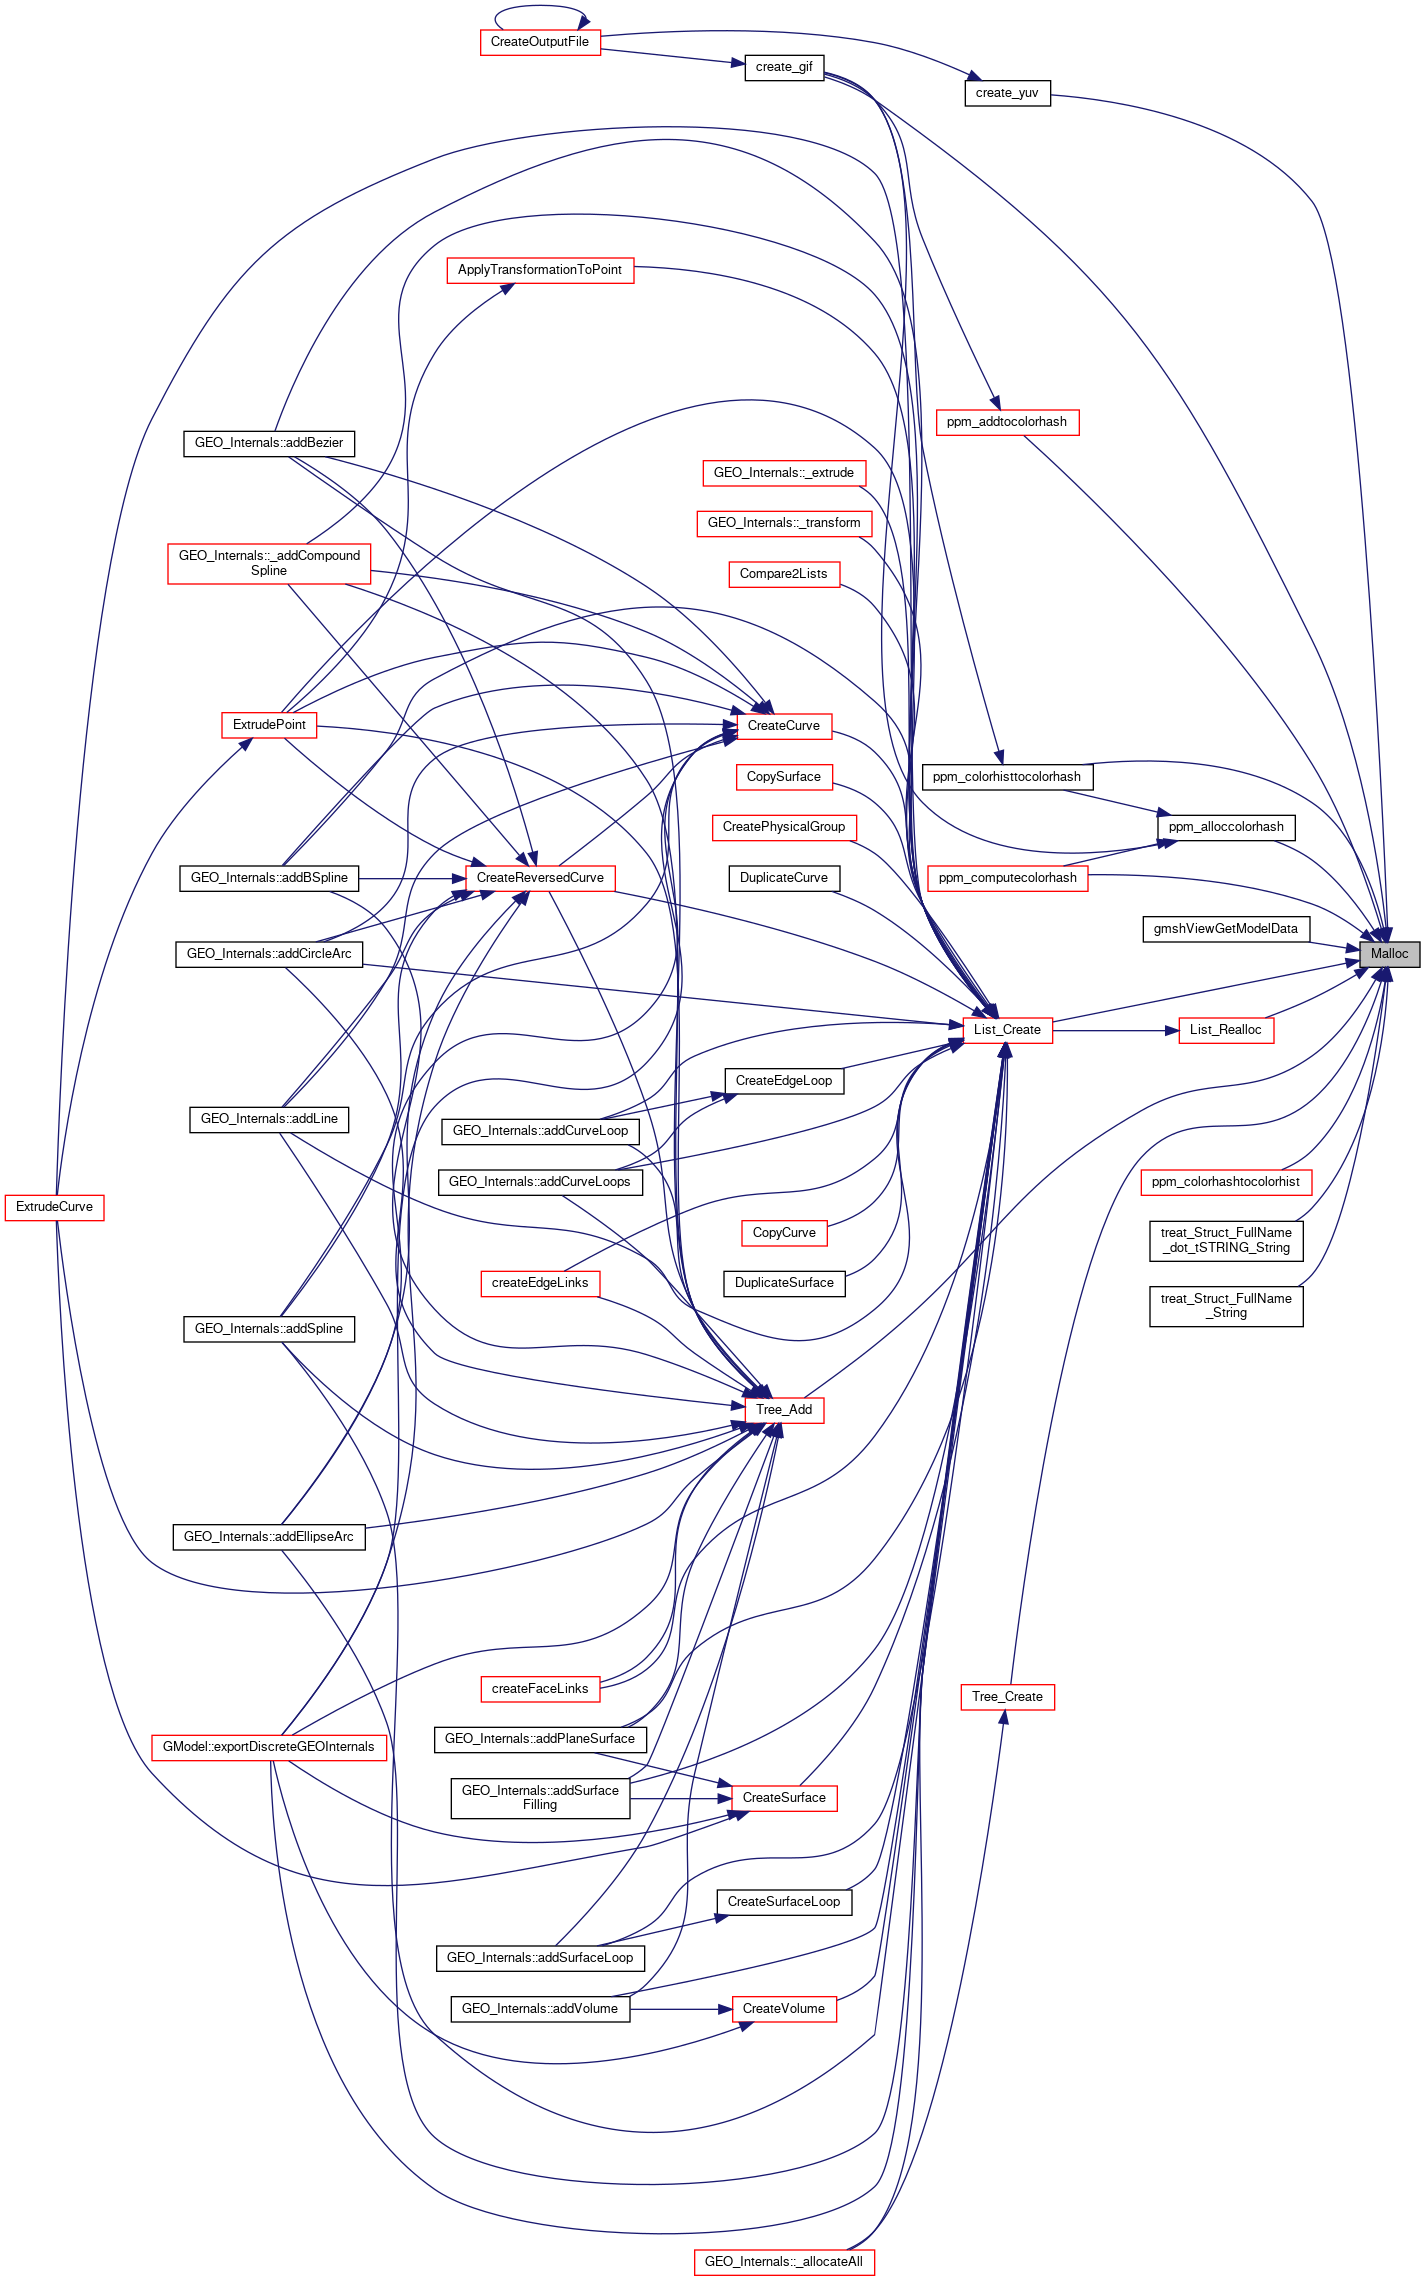 CreateOutputFile
create_gif
create_yuv
ApplyTransformationToPoint
ppm_addtocolorhash
GEO_Internals::addBezier
GEO_Internals::_extrude
GEO_Internals::_transform
GEO_Internals::_addCompound
Spline
Compare2Lists
ExtrudePoint
CreateCurve
CopySurface
ppm_colorhisttocolorhash
CreatePhysicalGroup
ppm_alloccolorhash
GEO_Internals::addBSpline
CreateReversedCurve
DuplicateCurve
ppm_computecolorhash
gmshViewGetModelData
GEO_Internals::addCircleArc
Malloc
List_Create
List_Realloc
CreateEdgeLoop
GEO_Internals::addLine
GEO_Internals::addCurveLoop
GEO_Internals::addCurveLoops
ppm_colorhashtocolorhist
ExtrudeCurve
CopyCurve
treat_Struct_FullName
_dot_tSTRING_String
createEdgeLinks
DuplicateSurface
treat_Struct_FullName
_String
GEO_Internals::addSpline
Tree_Add
GEO_Internals::addEllipseArc
createFaceLinks
Tree_Create
GEO_Internals::addPlaneSurface
GModel::exportDiscreteGEOInternals
GEO_Internals::addSurface
Filling
CreateSurface
CreateSurfaceLoop
GEO_Internals::addSurfaceLoop
GEO_Internals::addVolume
CreateVolume
GEO_Internals::_allocateAll